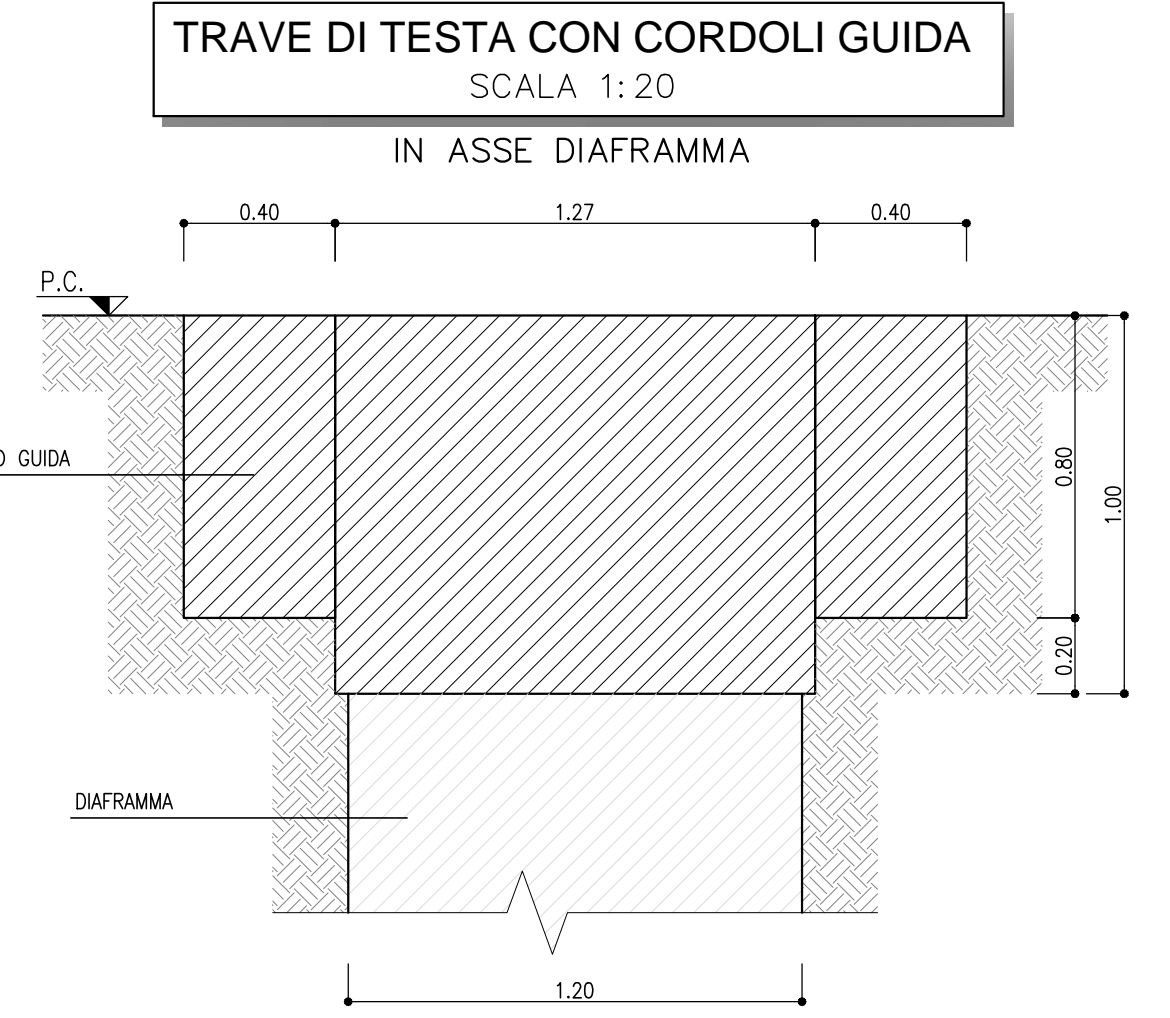 TRAVE DI TESTA CON CORDOLI GUIDA
SCALA 1:20
IN ASSE DIAFRAMMA
0.40 1.27 0.40
P.C.
GUIDA
0.80
1.00
0.20
DIAFRAMMA
1.20